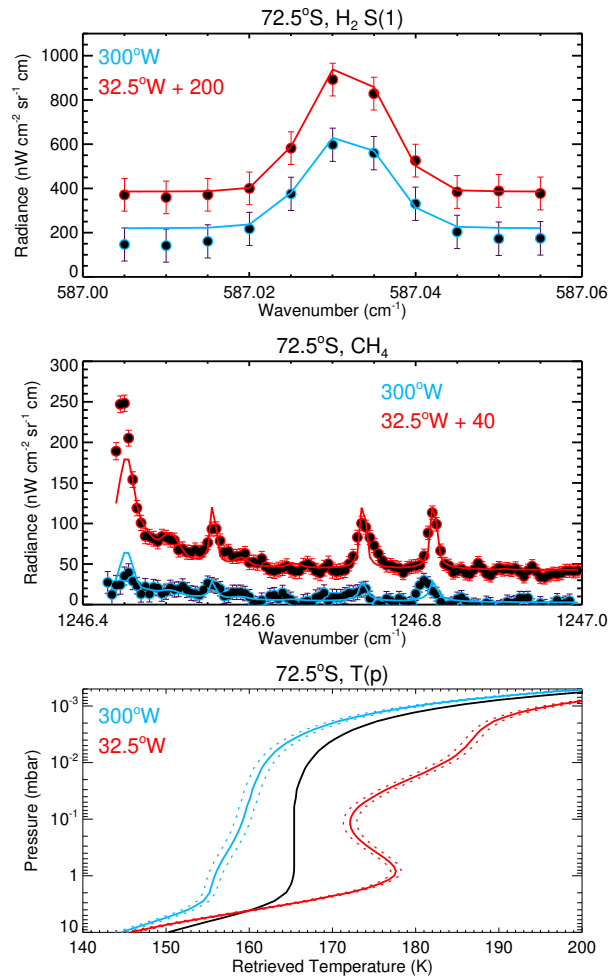 72.5°S, H₂ S(1)
300°W
32.5°W + 200
1000
800
600
400
200
0
Radiance (nW cm⁻² sr⁻¹ cm)
587.00 587.02 587.04 587.06
Wavenumber (cm⁻¹)
72.5°S, CH₄
300°W
32.5°W + 40
300
250
200
150
100
50
0
Radiance (nW cm⁻² sr⁻¹ cm)
1246.4 1246.6 1246.8 1247.0
Wavenumber (cm⁻¹)
72.5°S, T(p)
300°W
32.5°W
10⁻³
10⁻²
10⁻¹
1
10
Pressure (mbar)
140 150 160 170 180 190 200
Retrieved Temperature (K)